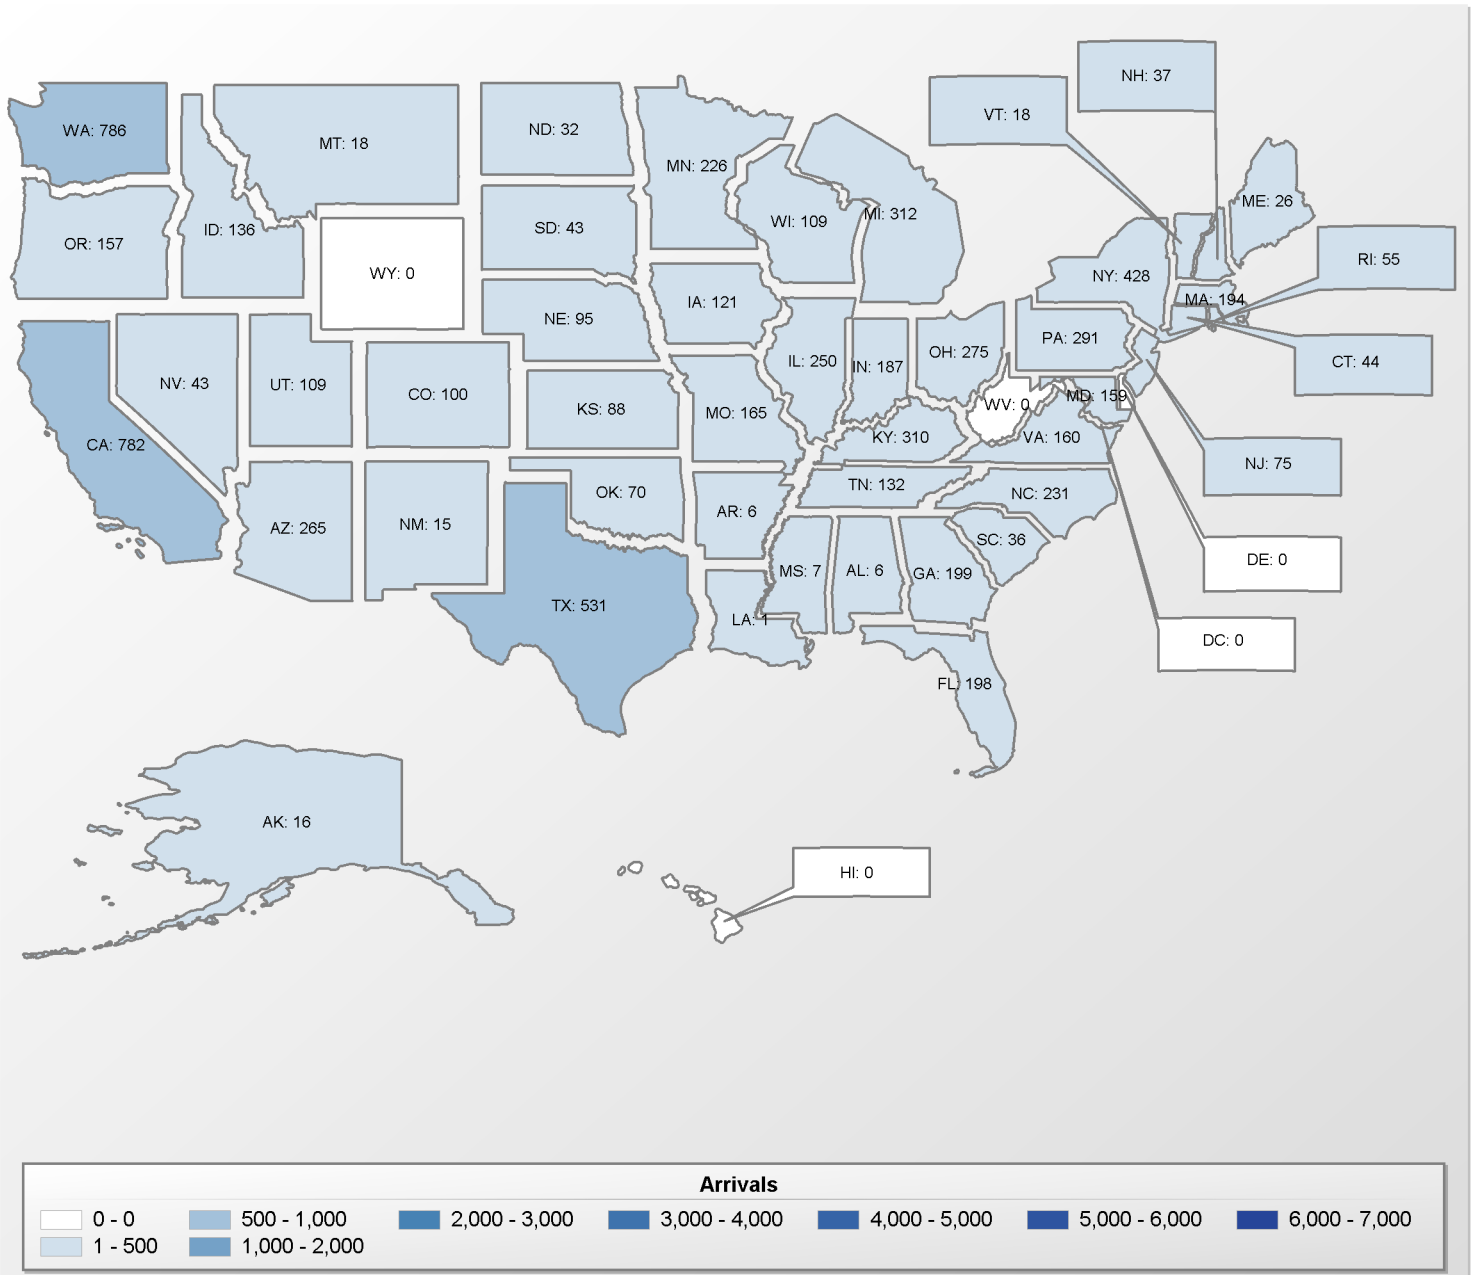 NH: 37
VT: 18
WA: 786
ND: 32
MT: 18
MN: 226
ME: 26
MI: 312
WI: 109
SD: 43
ID: 136
OR: 157
RI: 55
WY: 0
NY: 428
MA: 194
IA: 121
NE: 95
PA: 291
OH: 275
IL: 250
CT: 44
IN: 187
NV: 43
UT: 109
CO: 100
MD: 159
WV: 0
KS: 88
MO: 165
KY: 310
VA: 160
CA: 782
NJ: 75
TN: 132
OK: 70
NC: 231
AR: 6
NM: 15
AZ: 265
SC: 36
DE: 0
MS: 7
AL: 6
GA: 199
TX: 531
LA: 1
DC: 0
FL: 198
AK: 16
HI: 0
Arrivals
0 - 0
500 - 1,000
2,000 - 3,000
3,000 - 4,000
4,000 - 5,000
5,000 - 6,000
6,000 - 7,000
1 - 500
1,000 - 2,000